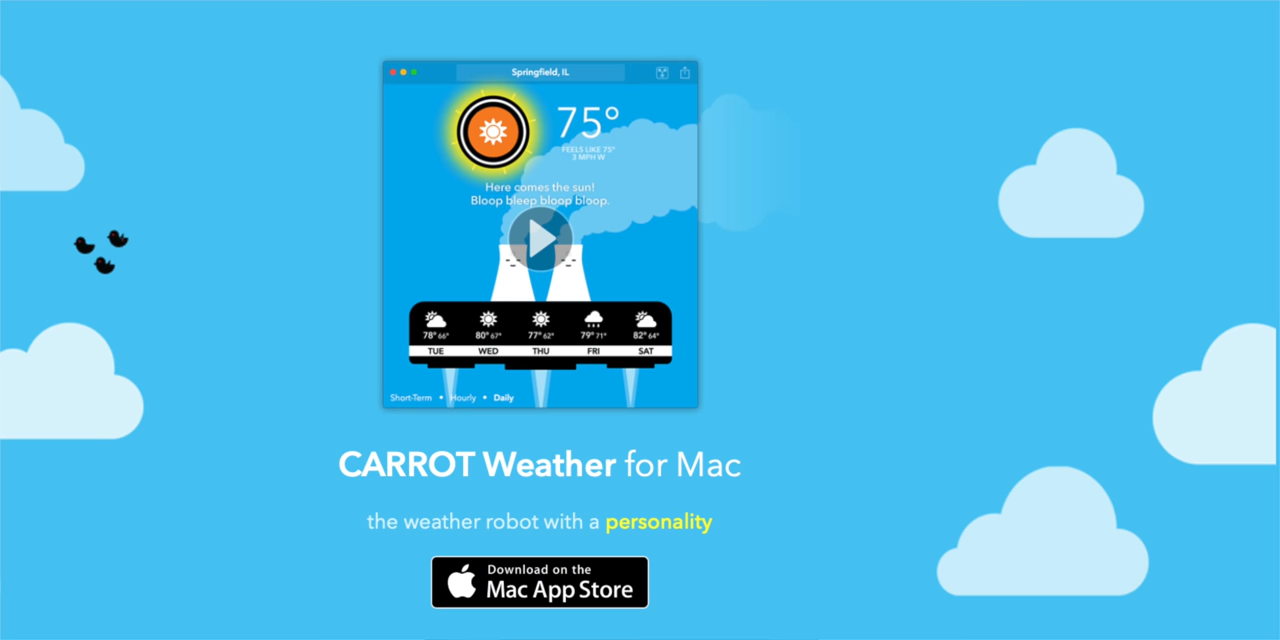 Springfield, IL
75°
FEELS LIKE 75°
3 MPH W
Here comes the sun!
Bloop bleep bloop bloop.
78° 66° 80° 67° 77° 62° 79° 71° 82° 64°
TUE WED THU FRI SAT
Short-Term • Hourly • Daily
CARROT Weather for Mac
the weather robot with a personality
Download on the
Mac App Store